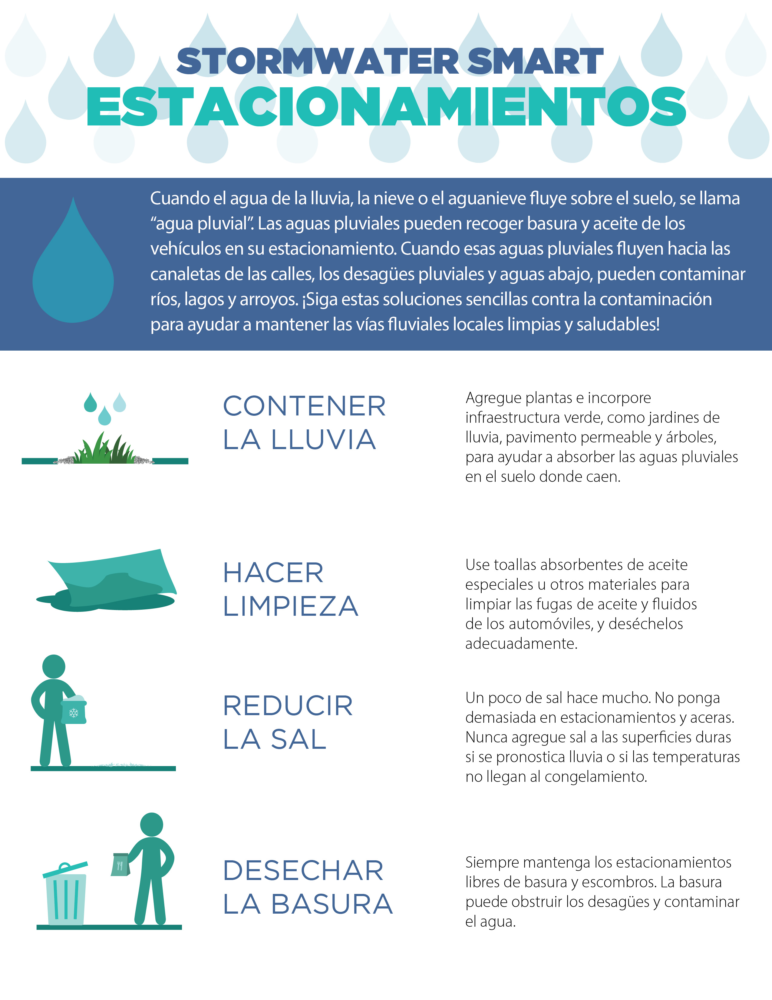 STORMWATER SMART
ESTACIONAMIENTOS
Cuando el agua de la lluvia, la nieve o el aguanieve fluye sobre el suelo, se llama
“agua pluvial”. Las aguas pluviales pueden recoger basura y aceite de los
vehículos en su estacionamiento. Cuando esas aguas pluviales fluyen hacia las
canaletas de las calles, los desagües pluviales y aguas abajo, pueden contaminar
ríos, lagos y arroyos. ¡Siga estas soluciones sencillas contra la contaminación
para ayudar a mantener las vías fluviales locales limpias y saludables!
CONTENER
LA LLUVIA
Agregue plantas e incorpore
infraestructura verde, como jardines de
lluvia, pavimento permeable y árboles,
para ayudar a absorber las aguas pluviales
en el suelo donde caen.
HACER
LIMPIEZA
Use toallas absorbentes de aceite
especiales u otros materiales para
limpiar las fugas de aceite y fluidos
de los automóviles, y deséchelos
adecuadamente.
REDUCIR
LA SAL
Un poco de sal hace mucho. No ponga
demasiada en estacionamientos y aceras.
Nunca agregue sal a las superficies duras
si se pronostica lluvia o si las temperaturas
no llegan al congelamiento.
DESECHAR
LA BASURA
Siempre mantenga los estacionamientos
libres de basura y escombros. La basura
puede obstruir los desagües y contaminar
el agua.